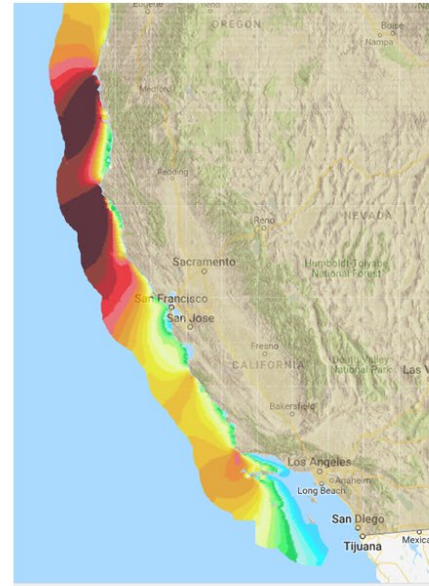 Eugene
OREGON
Boise
Nampa
Medford
Redding
Reno
NEVADA
Sacramento
Humboldt-Toiyabe
National Forest
San Francisco
San Jose
Fresno
CALIFORNIA
Death Valley
National Park
Las V
Bakersfield
Los Angeles
Anaheim
Long Beach
San Diego
Tijuana
Mexica